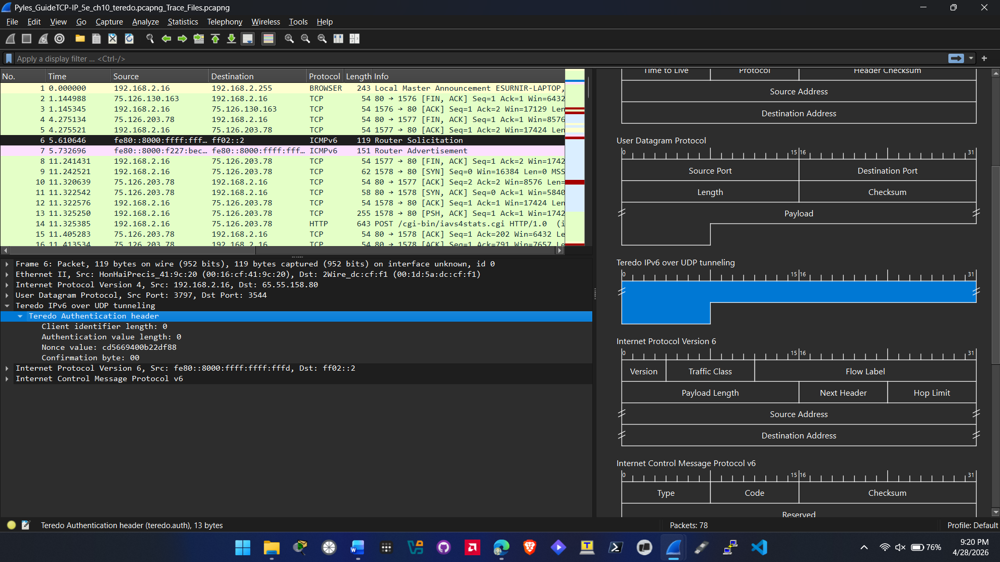 Pyles_GuideTCP-IP_5e_ch10_teredo.pcapng_Trace_Files.pcapng
File Edit View Go Capture Analyze Statistics Telephony Wireless Tools Help
Apply a display filter ... <Ctrl-/>
No. Time Source Destination Protocol Length Info
1 0.000000 192.168.2.16 192.168.2.255 BROWSER 243 Local Master Announcement ESURNIR-LAPTOP,
2 1.144988 75.126.130.163 192.168.2.16 TCP 54 80 → 1576 [FIN, ACK] Seq=1 Ack=1 Win=6432
3 1.145345 192.168.2.16 75.126.130.163 TCP 54 1576 → 80 [ACK] Seq=1 Ack=2 Win=17129 Len
4 4.275134 75.126.203.78 192.168.2.16 TCP 54 80 → 1577 [FIN, ACK] Seq=1 Ack=1 Win=8576
5 4.275521 192.168.2.16 75.126.203.78 TCP 54 1577 → 80 [ACK] Seq=1 Ack=2 Win=17424 Len
6 5.610646 fe80::8000:ffff:fff… ff02::2 ICMPv6 119 Router Solicitation
7 5.732696 fe80::8000:f227:bec… fe80::8000:ffff:fff… ICMPv6 151 Router Advertisement
8 11.241431 192.168.2.16 75.126.203.78 TCP 54 1577 → 80 [FIN, ACK] Seq=1 Ack=2 Win=1742
9 11.242521 192.168.2.16 75.126.203.78 TCP 62 1578 → 80 [SYN] Seq=0 Win=16384 Len=0 MSS
10 11.320639 75.126.203.78 192.168.2.16 TCP 54 80 → 1577 [ACK] Seq=2 Ack=2 Win=8576 Len=
11 11.322542 75.126.203.78 192.168.2.16 TCP 58 80 → 1578 [SYN, ACK] Seq=0 Ack=1 Win=5840
12 11.322576 192.168.2.16 75.126.203.78 TCP 54 1578 → 80 [ACK] Seq=1 Ack=1 Win=17424 Len
13 11.325250 192.168.2.16 75.126.203.78 TCP 255 1578 → 80 [PSH, ACK] Seq=1 Ack=1 Win=1742
14 11.325385 192.168.2.16 75.126.203.78 HTTP 643 POST /cgi-bin/iavs4stats.cgi HTTP/1.0 (i
15 11.405283 75.126.203.78 192.168.2.16 TCP 54 80 → 1578 [ACK] Seq=1 Ack=202 Win=6432 Le
16 11.413534 75.126.203.78 192.168.2.16 TCP 54 80 → 1578 [ACK] Seq=1 Ack=791 Win=7657 Le
Frame 6: Packet, 119 bytes on wire (952 bits), 119 bytes captured (952 bits) on interface unknown, id 0
Ethernet II, Src: HonHaiPrecis_41:9c:20 (00:16:cf:41:9c:20), Dst: 2Wire_dc:cf:f1 (00:1d:5a:dc:cf:f1)
Internet Protocol Version 4, Src: 192.168.2.16, Dst: 65.55.158.80
User Datagram Protocol, Src Port: 3797, Dst Port: 3544
Teredo IPv6 over UDP tunneling
Teredo Authentication header
Client identifier length: 0
Authentication value length: 0
Nonce value: cd5669400b22df88
Confirmation byte: 00
Internet Protocol Version 6, Src: fe80::8000:ffff:ffff:fffd, Dst: ff02::2
Internet Control Message Protocol v6
Time to Live Protocol Header Checksum
Source Address
Destination Address
User Datagram Protocol
0 15 16 31
Source Port Destination Port
Length Checksum
Payload
Teredo IPv6 over UDP tunneling
0 15 16 31
Internet Protocol Version 6
0 15 16 31
Version Traffic Class Flow Label
Payload Length Next Header Hop Limit
Source Address
Destination Address
Internet Control Message Protocol v6
0 15 16 31
Type Code Checksum
Reserved
Teredo Authentication header (teredo.auth), 13 bytes
Packets: 78
Profile: Default
76%
9:20 PM
4/28/2026